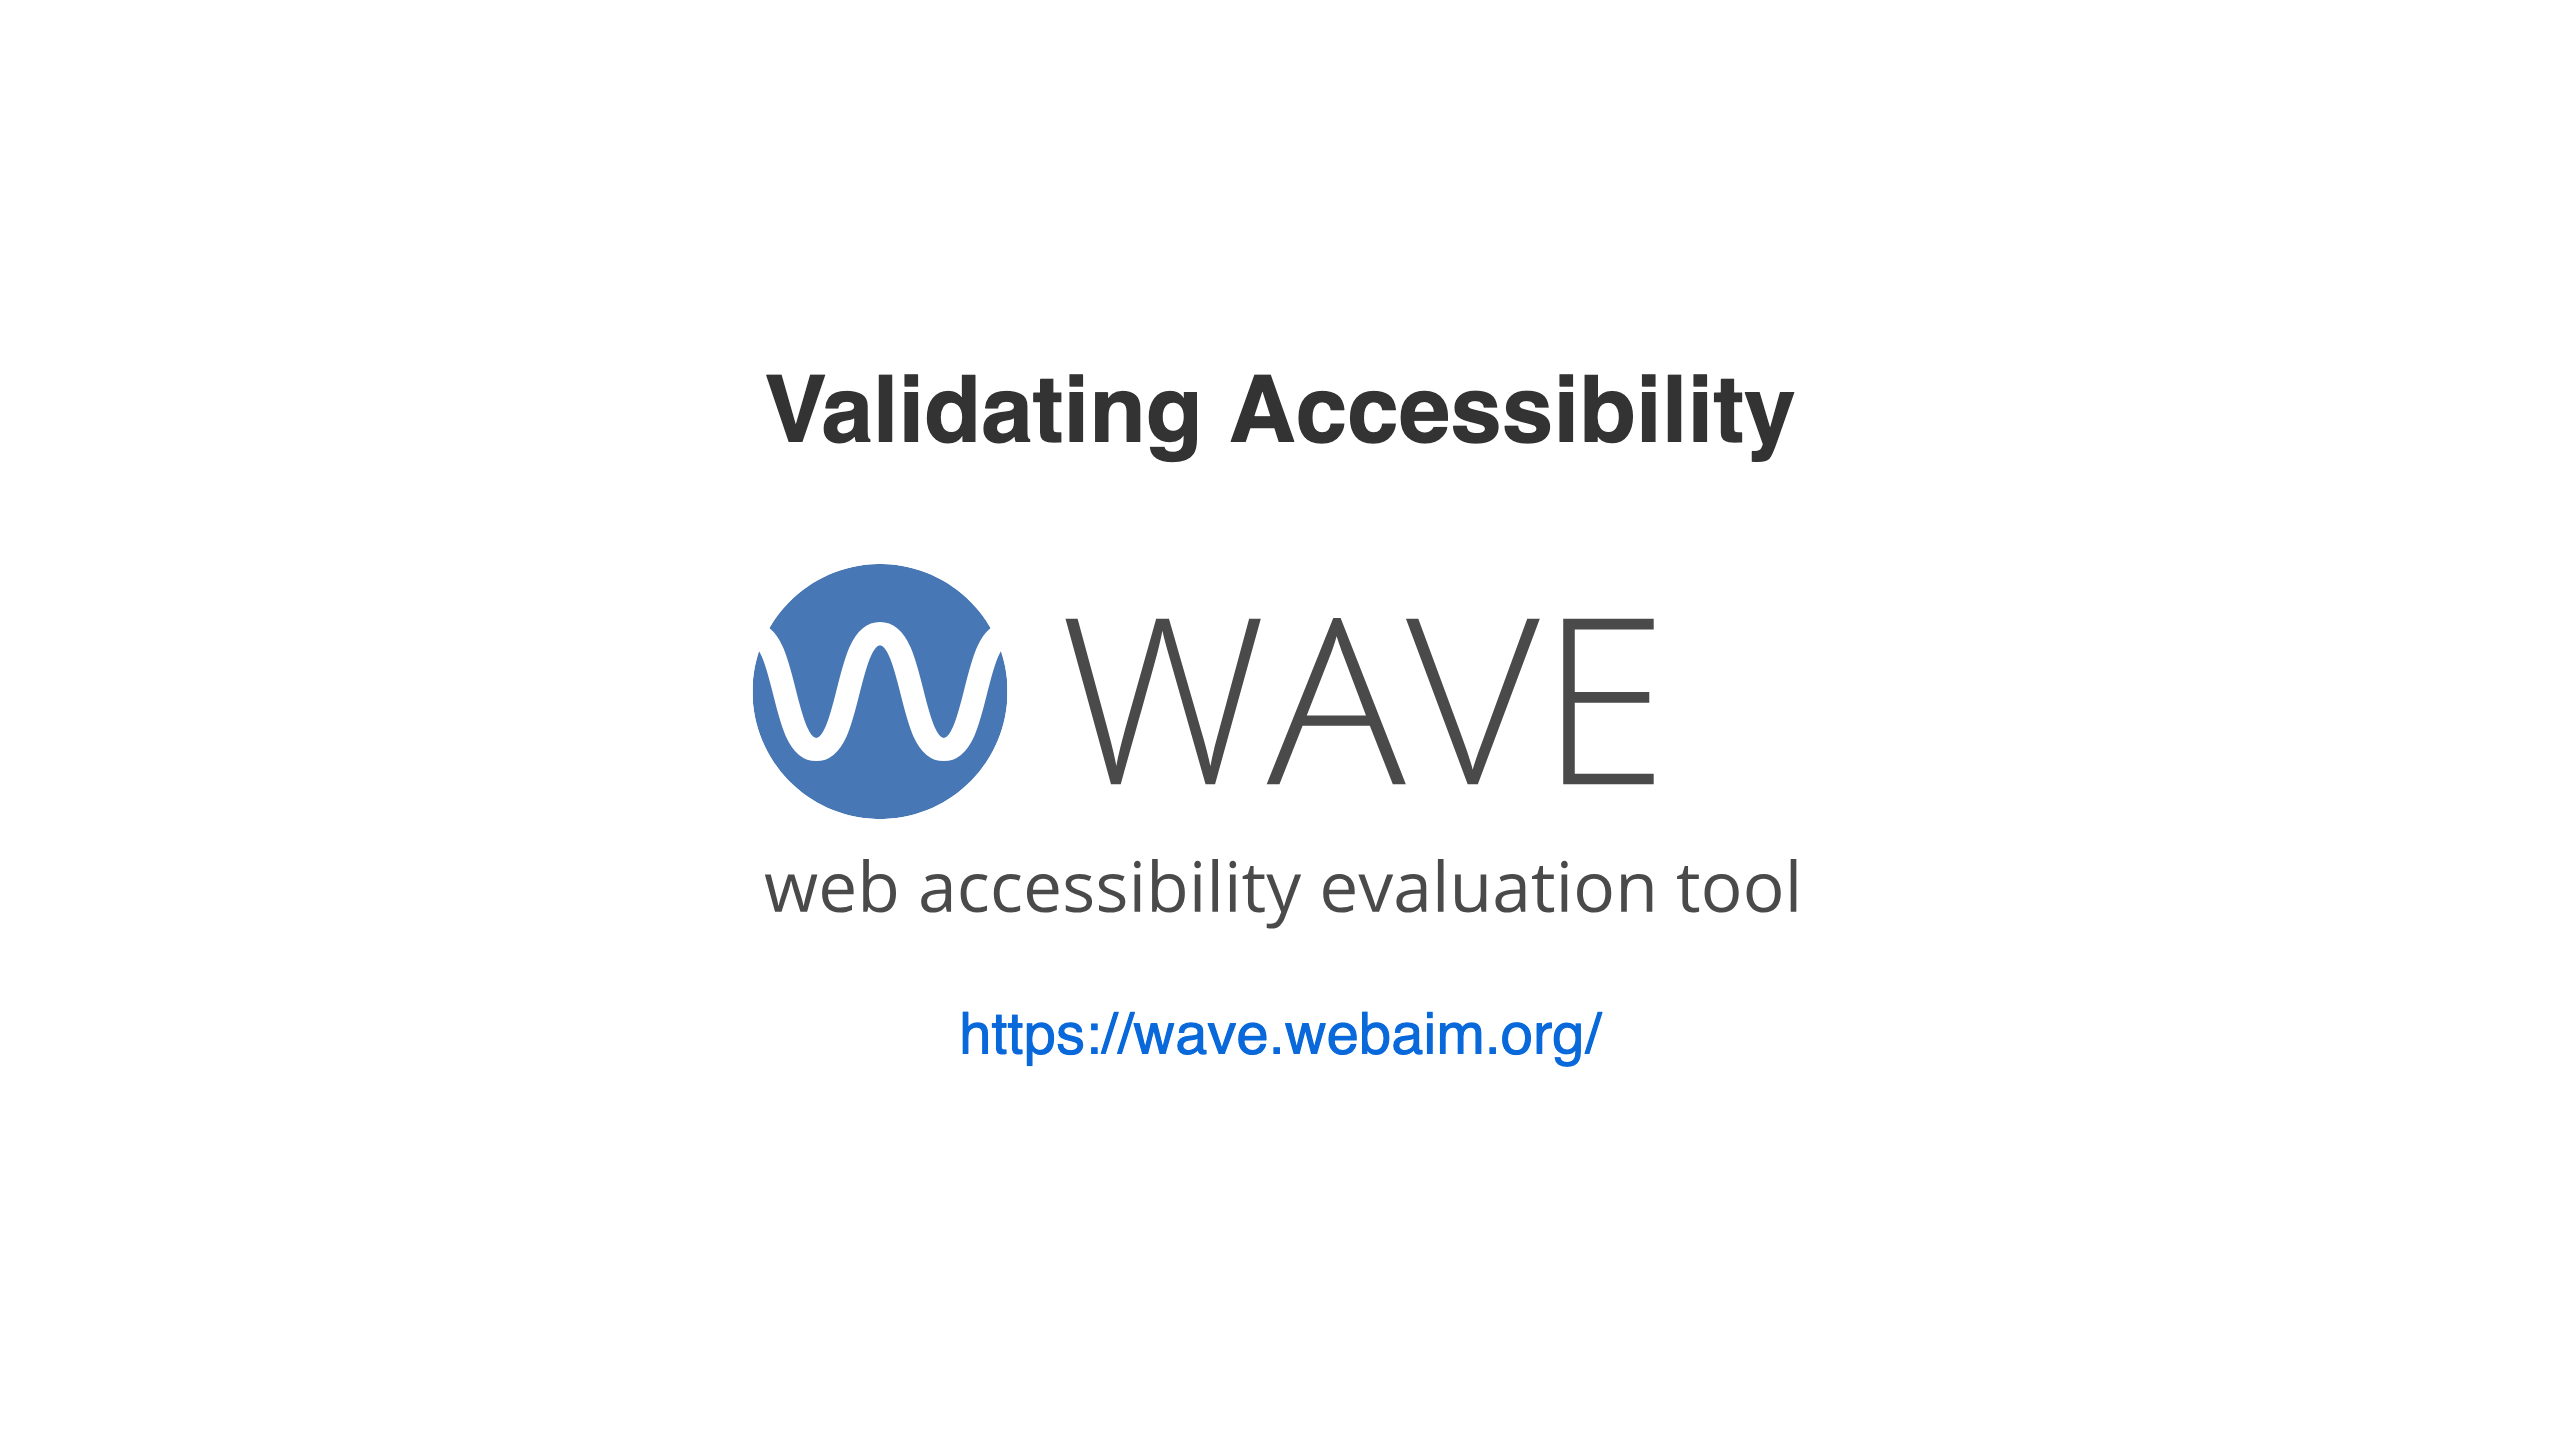 Validating Accessibility
WAVE
web accessibility evaluation tool
https://wave.webaim.org/